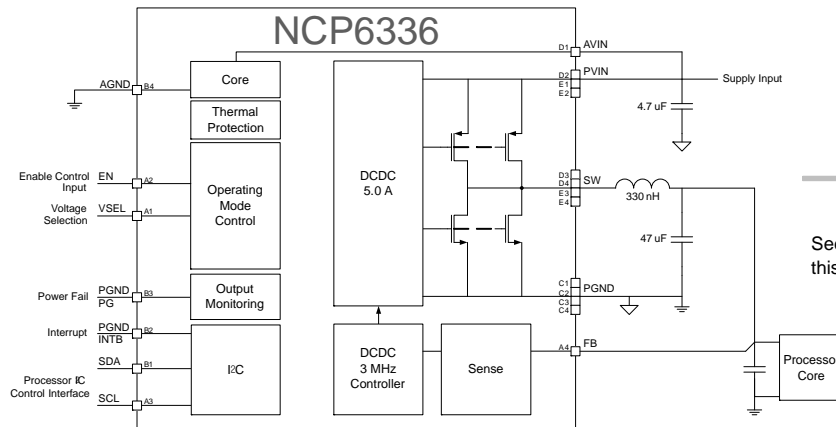 NCP6336
D1 AVIN
D2 PVIN
E1
E2
Supply Input
4.7 uF
AGND B4
Core
Thermal
Protection
Enable Control
Input
EN A2
Voltage
Selection
VSEL A1
Operating
Mode
Control
DCDC
5.0 A
D3 SW
D4
E3
E4
330 nH
47 uF
Power Fail
PGND B3
PG
Output
Monitoring
C1
C2 PGND
C3
C4
Interrupt
PGND B2
INTB
SDA B1
Processor I²C
Control Interface
SCL A3
I²C
DCDC
3 MHz
Controller
Sense
A4 FB
Processor
Core
See
this